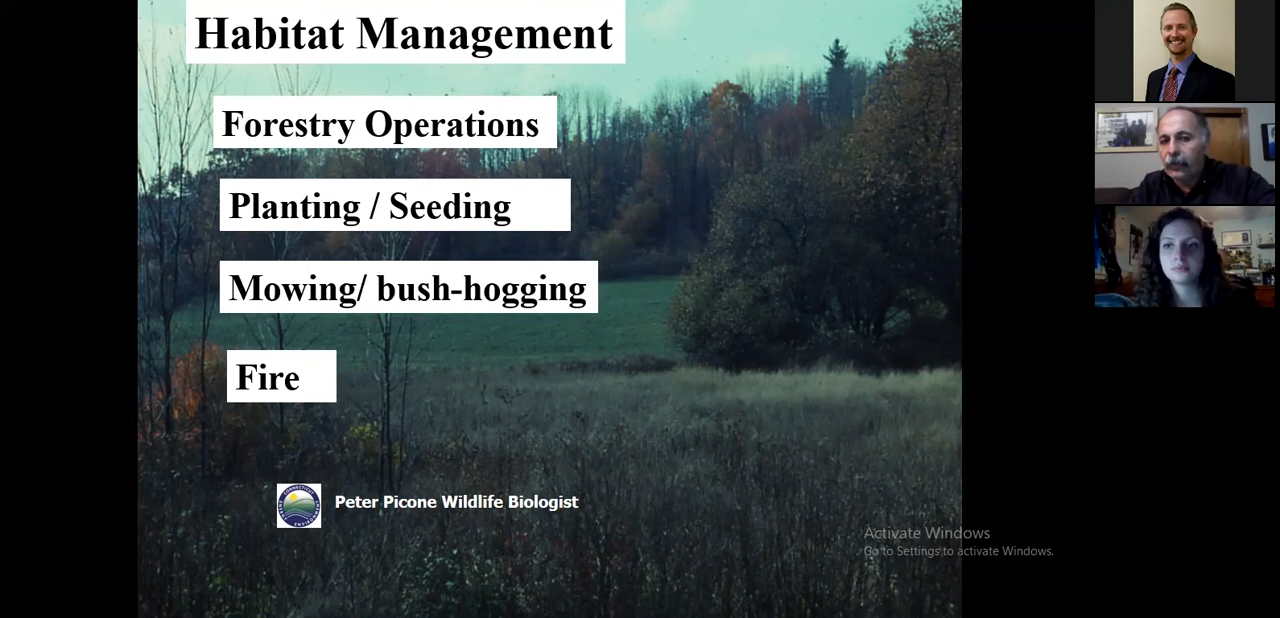 Habitat Management
Forestry Operations
Planting / Seeding
Mowing/ bush-hogging
Fire
Peter Picone Wildlife Biologist
Activate Windows
Go to Settings to activate Windows.